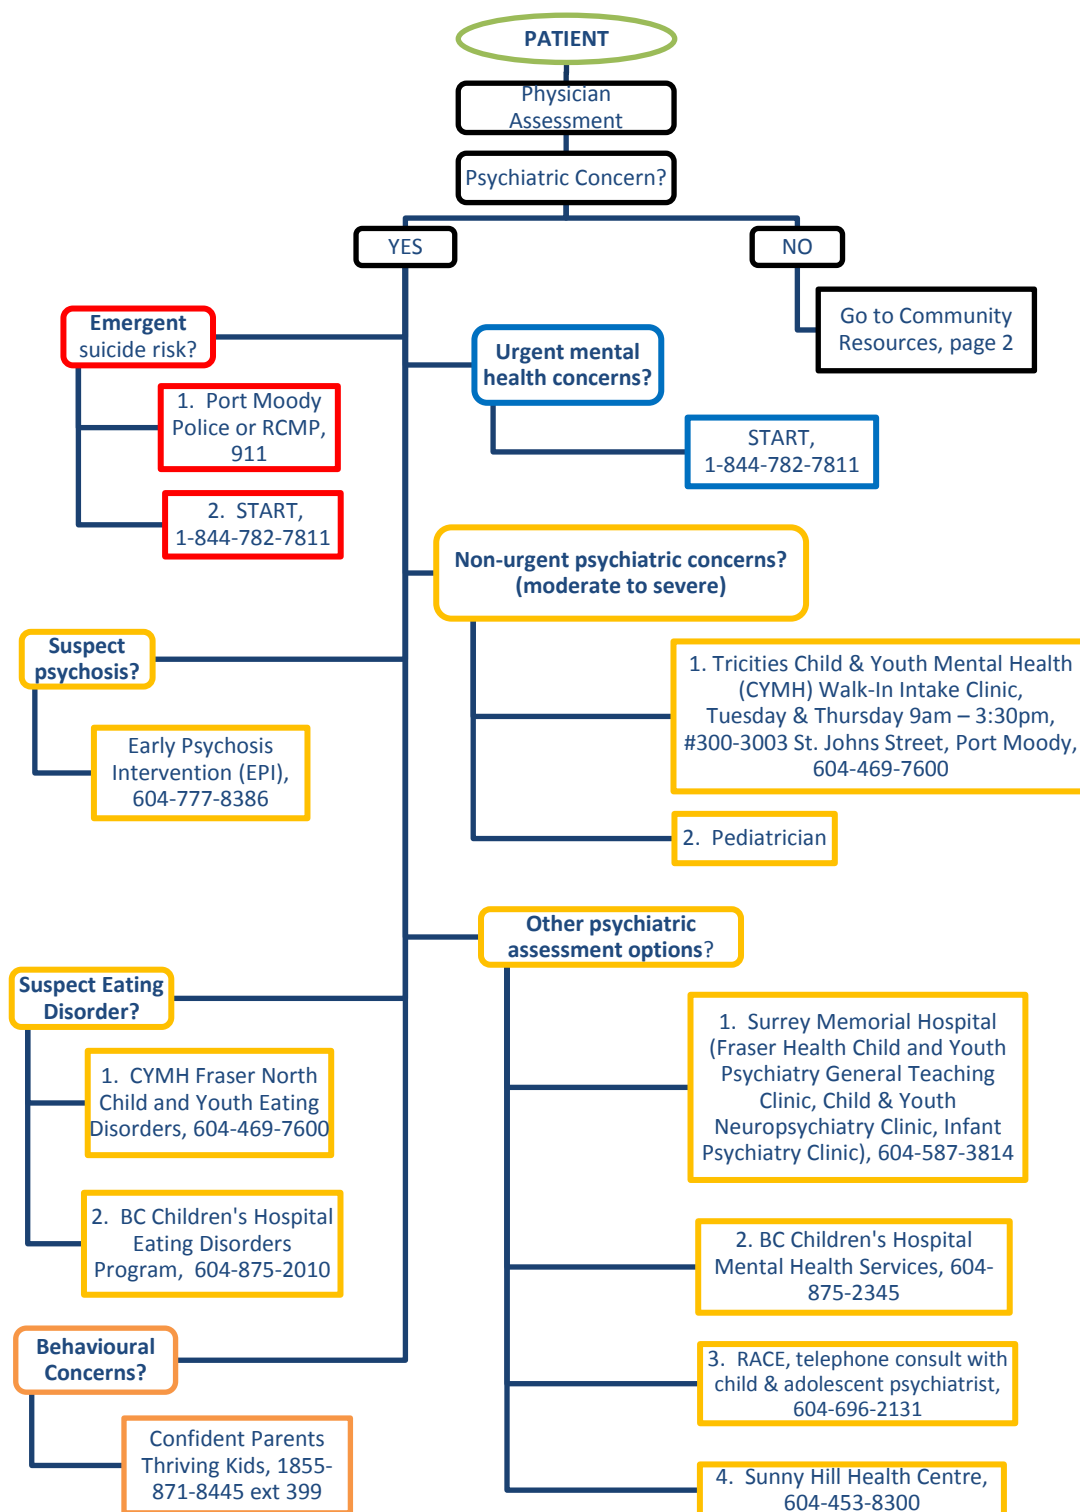 PATIENT
Physician
Assessment
Psychiatric Concern?
YES
NO
Go to Community
Resources, page 2
Emergent
suicide risk?
1. Port Moody
Police or RCMP,
911
2. START,
1-844-782-7811
Urgent mental
health concerns?
START,
1-844-782-7811
Non-urgent psychiatric concerns?
(moderate to severe)
1. Tricities Child & Youth Mental Health
(CYMH) Walk-In Intake Clinic,
Tuesday & Thursday 9am – 3:30pm,
#300-3003 St. Johns Street, Port Moody,
604-469-7600
2. Pediatrician
Suspect
psychosis?
Early Psychosis
Intervention (EPI),
604-777-8386
Other psychiatric
assessment options?
1. Surrey Memorial Hospital
(Fraser Health Child and Youth
Psychiatry General Teaching
Clinic, Child & Youth
Neuropsychiatry Clinic, Infant
Psychiatry Clinic), 604-587-3814
2. BC Children's Hospital
Mental Health Services, 604-
875-2345
3. RACE, telephone consult with
child & adolescent psychiatrist,
604-696-2131
4. Sunny Hill Health Centre,
604-453-8300
Suspect Eating
Disorder?
1. CYMH Fraser North
Child and Youth Eating
Disorders, 604-469-7600
2. BC Children's Hospital
Eating Disorders
Program, 604-875-2010
Behavioural
Concerns?
Confident Parents
Thriving Kids, 1855-
871-8445 ext 399